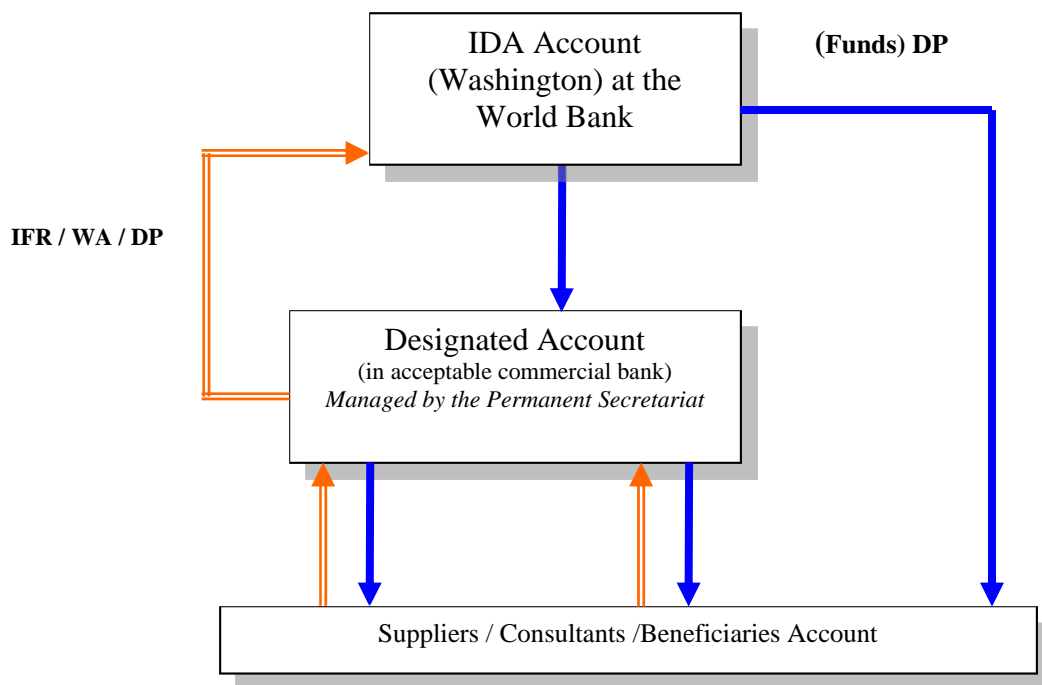 IDA Account
(Washington) at the
World Bank
(Funds) DP
IFR / WA / DP
Designated Account
(in acceptable commercial bank)
Managed by the Permanent Secretariat
Suppliers / Consultants /Beneficiaries Account